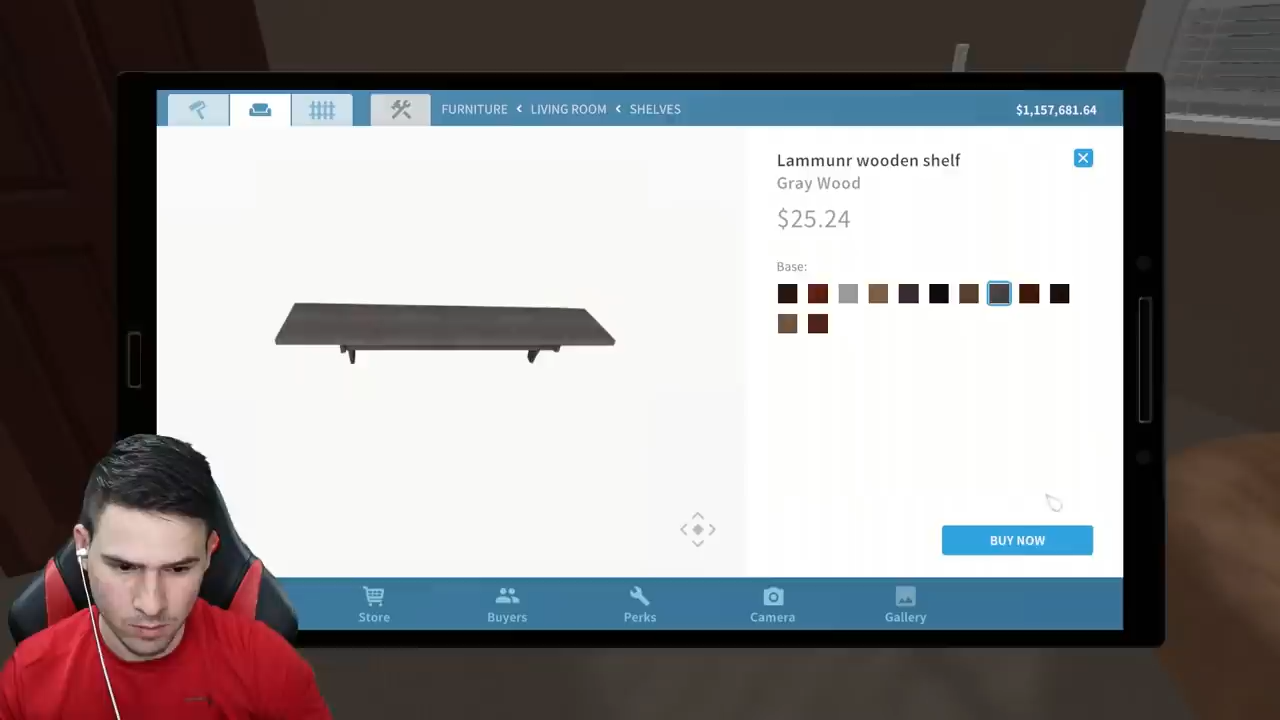 FURNITURE < LIVING ROOM < SHELVES
$1,157,681.64
Lammunr wooden shelf
Gray Wood
$25.24
Base:
BUY NOW
Store
Buyers
Perks
Camera
Gallery